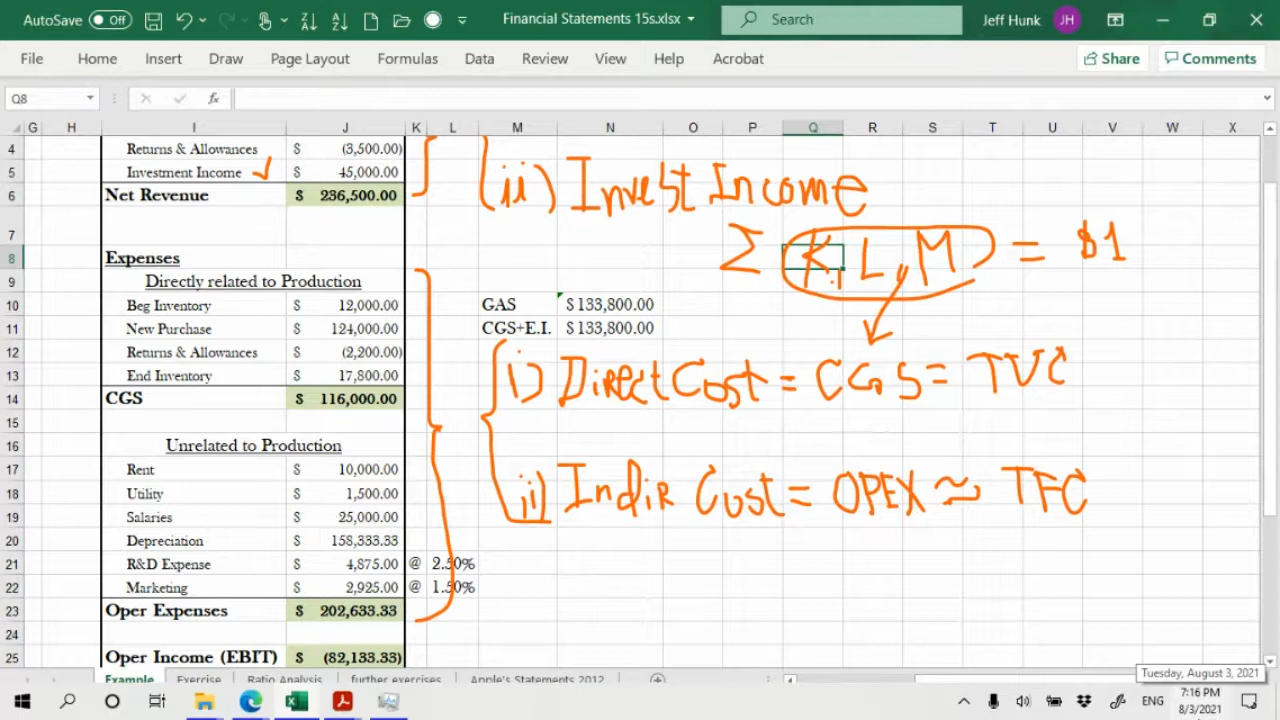 AutoSave Off Financial Statements 15s.xlsx Search Jeff Hunk JH
File Home Insert Draw Page Layout Formulas Data Review View Help Acrobat Share Comments
Q8 fx
G H I J K L M N O P Q R S T U V W X
4 Returns & Allowances $ (3,500.00)
5 Investment Income ✓ $ 45,000.00 (ii) Invest Income
6 Net Revenue $ 236,500.00
7
8 Expenses Σ K, L, M = $1
9 Directly related to Production
10 Beg Inventory $ 12,000.00 GAS $ 133,800.00
11 New Purchase $ 124,000.00 CGS+E.I. $ 133,800.00
12 Returns & Allowances $ (2,200.00)
13 End Inventory $ 17,800.00 i) Direct Cost = CGS = TVC
14 CGS $ 116,000.00
15
16 Unrelated to Production
17 Rent $ 10,000.00
18 Utility $ 1,500.00 ii) Indir Cost = OPEX ≈ TFC
19 Salaries $ 25,000.00
20 Depreciation $ 158,333.33
21 R&D Expense $ 4,875.00 @ 2.50%
22 Marketing $ 2,925.00 @ 1.50%
23 Oper Expenses $ 202,633.33
24
25 Oper Income (EBIT) $ (82,133.33)
Example Exercise Ratio Analysis further exercises Apple's Statements 2012
Tuesday, August 3, 2021
ENG 7:16 PM
8/3/2021